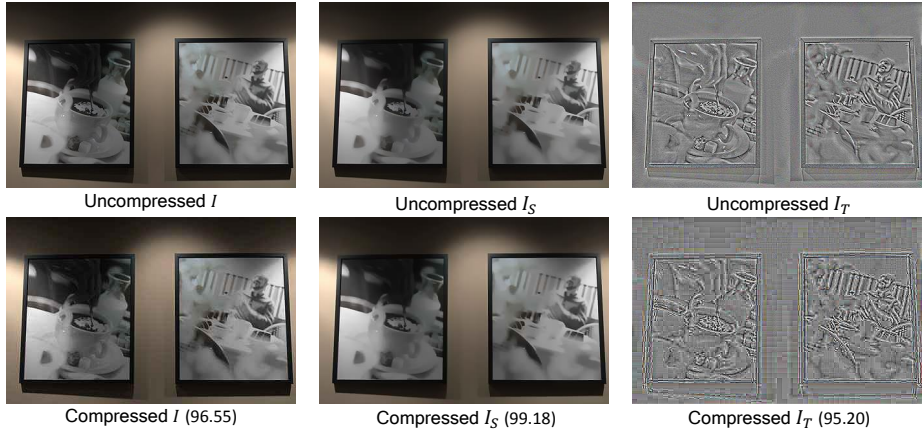 Uncompressed I
Uncompressed I_S
Uncompressed I_T
Compressed I (96.55)
Compressed I_S (99.18)
Compressed I_T (95.20)